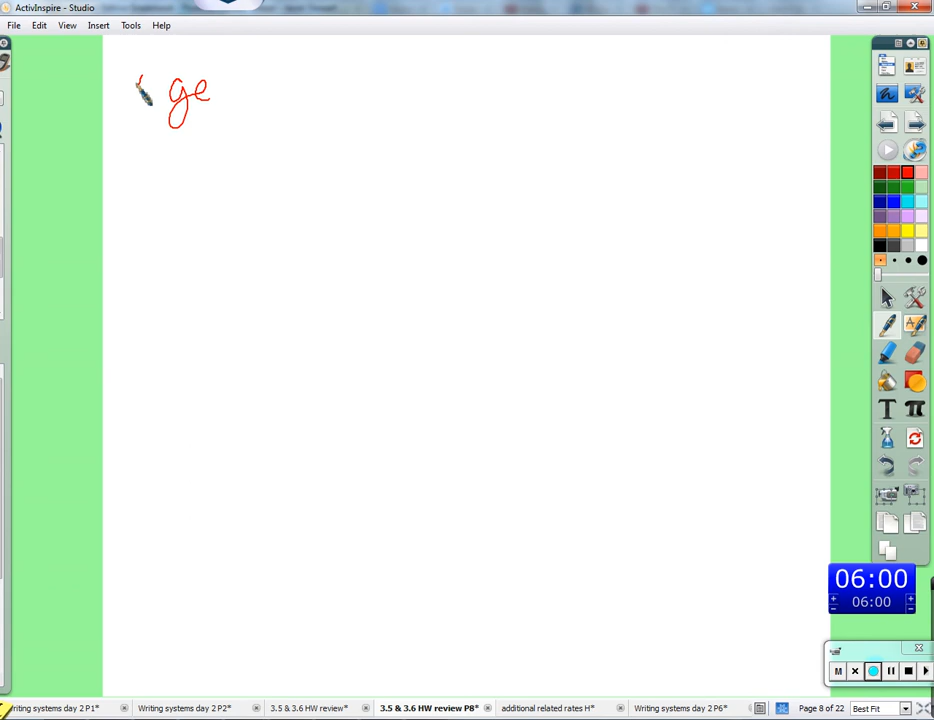 ActivInspire - Studio
File Edit View Insert Tools Help
ge
06:00
06:00
M
riting systems day 2 P1* Writing systems day 2 P2* 3.5 & 3.6 HW review* 3.5 & 3.6 HW review P8* additional related rates H* Writing systems day 2 P6* Page 8 of 22 Best Fit